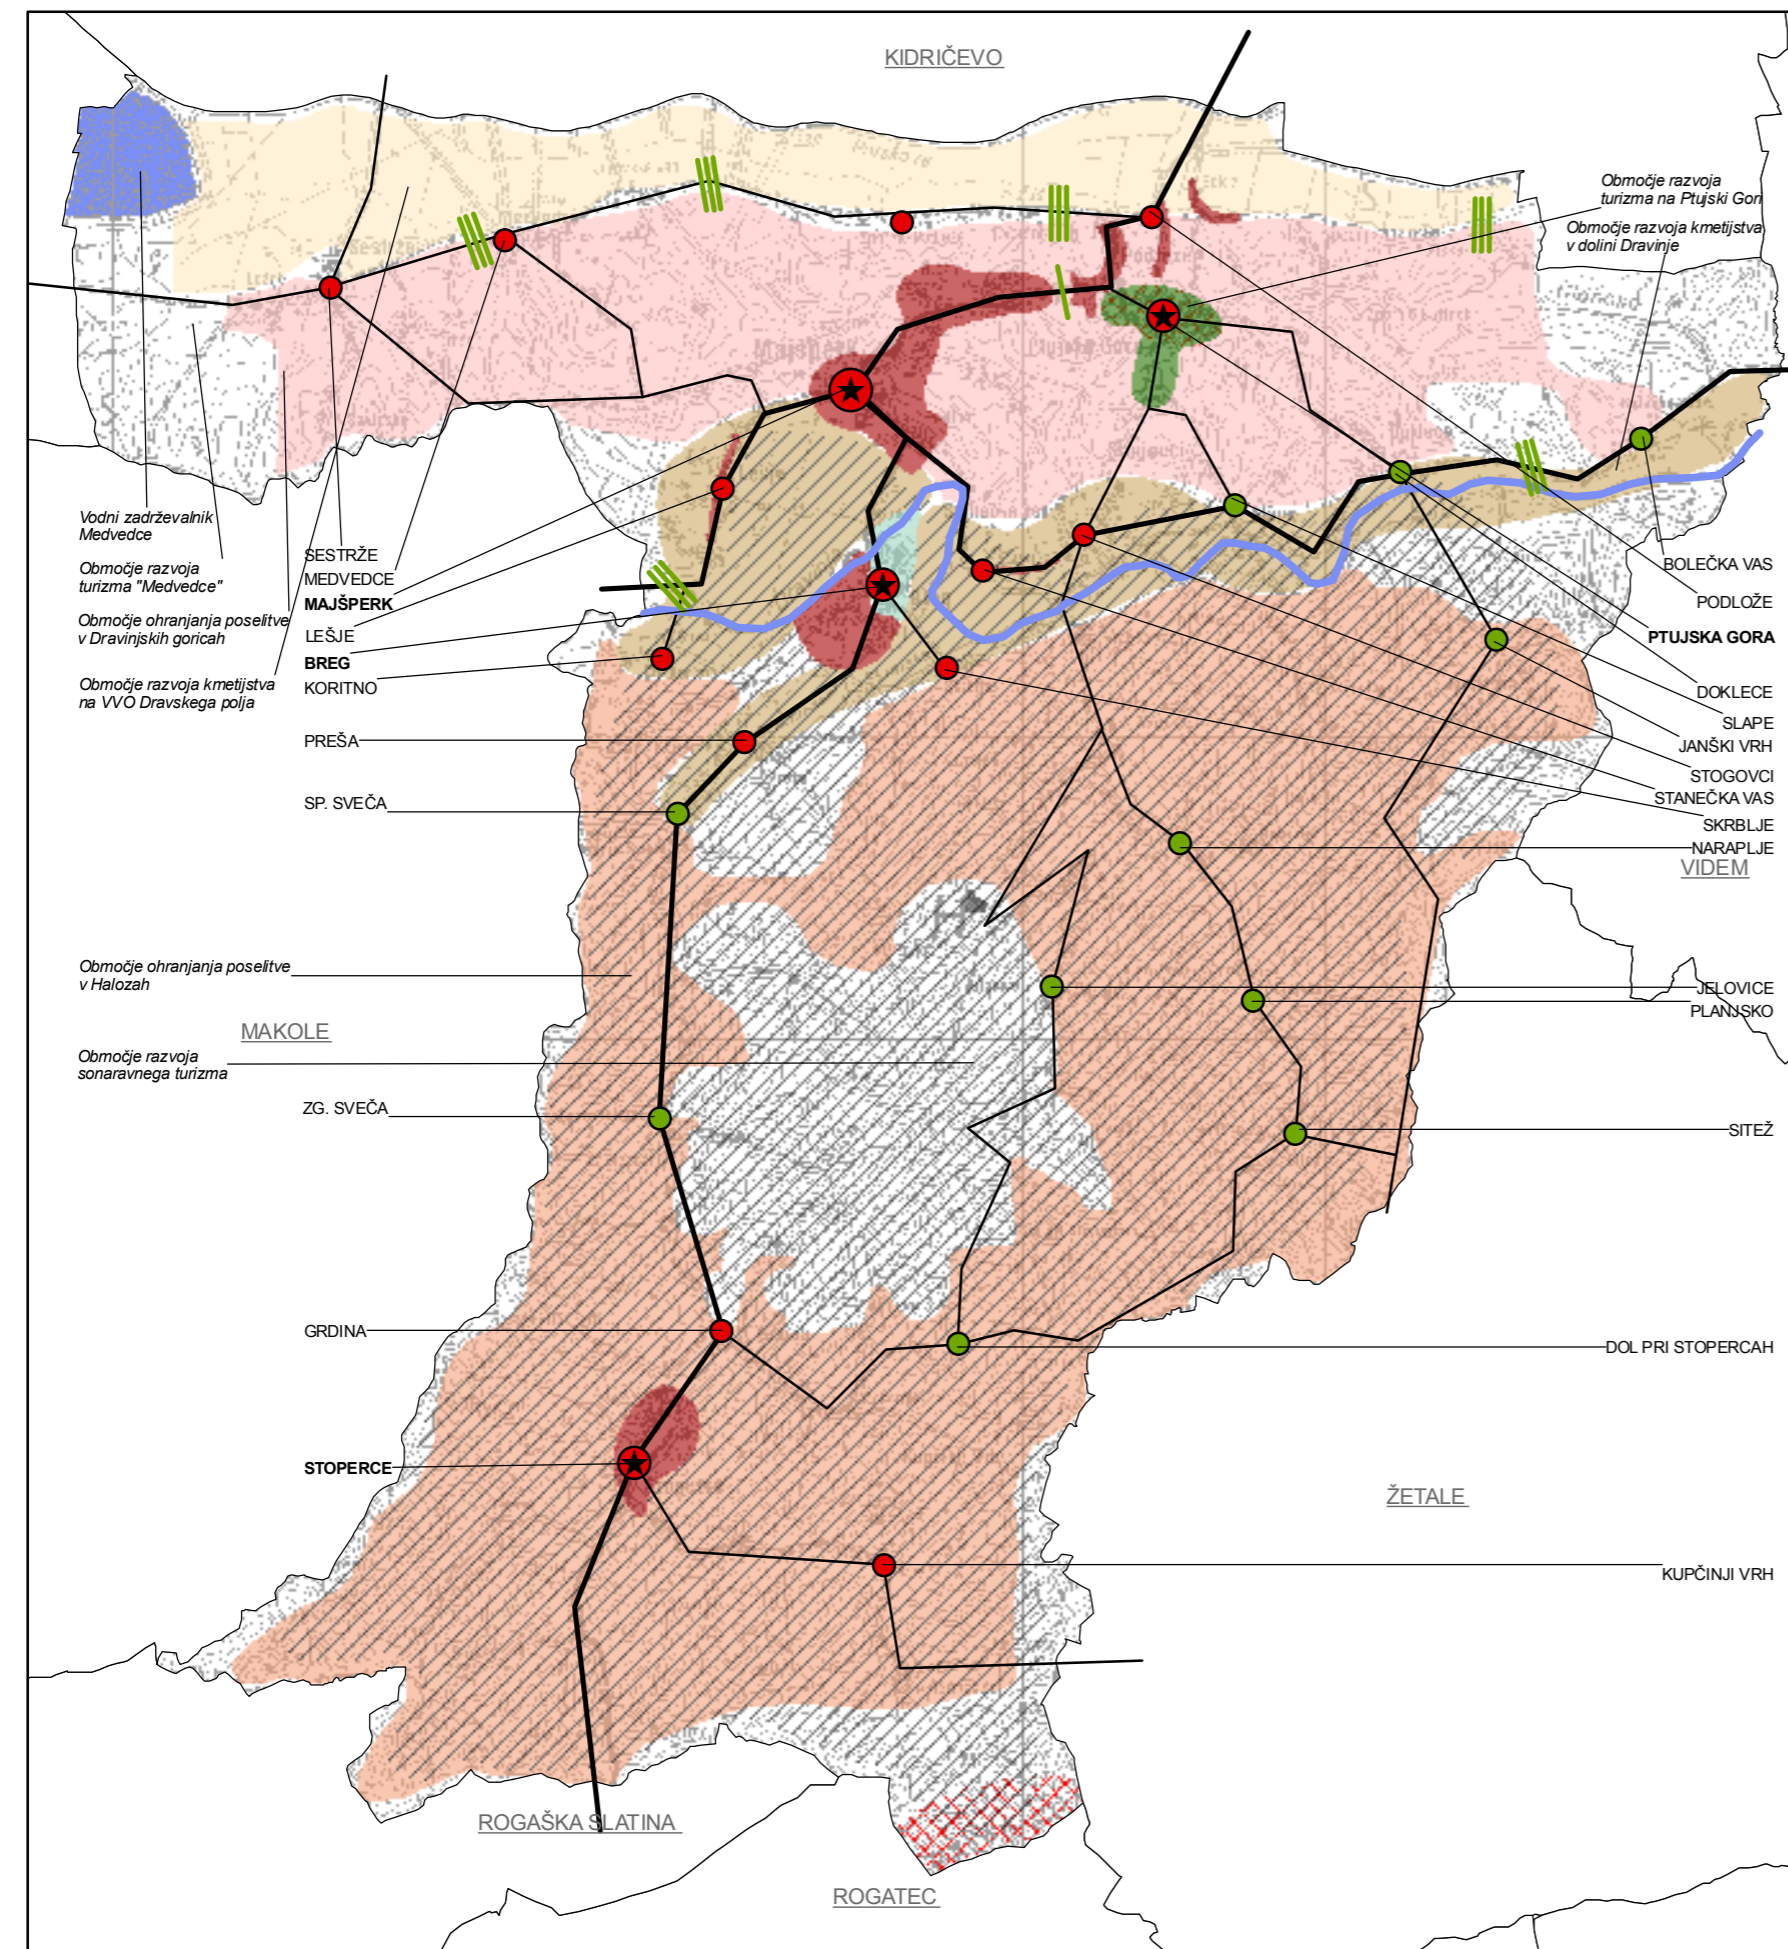 KIDRIČEVO
Območje razvoja
turizma na Ptujski Gori
Območje razvoja kmetijstva
v dolini Dravinje
Vodni zadrževalnik
Medvedce
Območje razvoja
turizma "Medvedce"
Območje ohranjanja poselitve
v Dravinjskih goricah
Območje razvoja kmetijstva
na VVO Dravskega polja
SESTRŽE
MEDVEDCE
MAJŠPERK
LEŠJE
BREG
KORITNO
PREŠA
SP. SVEČA
BOLEČKA VAS
PODLOŽE
PTUJSKA GORA
DOKLECE
SLAPE
JANŠKI VRH
STOGOVCI
STANEČKA VAS
SKRBLJE
NARAPLJE
VIDEM
Območje ohranjanja poselitve
v Halozah
MAKOLE
Območje razvoja
sonaravnega turizma
ZG. SVEČA
JELOVICE
PLANJSKO
SITEŽ
GRDINA
DOL PRI STOPERCAH
STOPERCE
ŽETALE
KUPČINJI VRH
ROGAŠKA SLATINA
ROGATEC